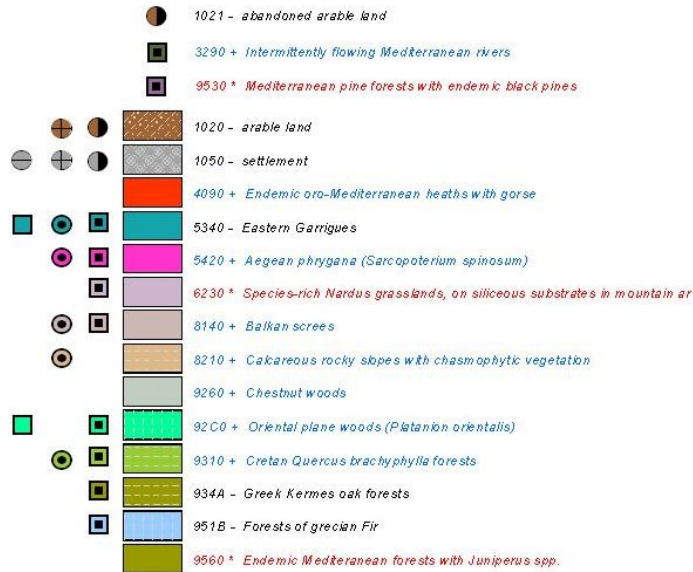 1021 - abandoned arable land
3290 + Intermittently flowing Mediterranean rivers
9530 * Mediterranean pine forests with endemic black pines
1020 - arable land
1050 - settlement
4090 + Endemic oro-Mediterranean heaths with gorse
5340 - Eastern Garrigues
5420 + Aegean phrygana (Sarcopoterium spinosum)
6230 * Species-rich Nardus grasslands, on siliceous substrates in mountain ar
8140 + Balkan screes
8210 + Calcareous rocky slopes with chasmophytic vegetation
9260 + Chestnut woods
92C0 + Oriental plane woods (Platanion orientalis)
9310 + Cretan Quercus brachyphylla forests
934A - Greek Kermes oak forests
951B - Forests of grecian Fir
9560 * Endemic Mediteranean forests with Juniperus spp.